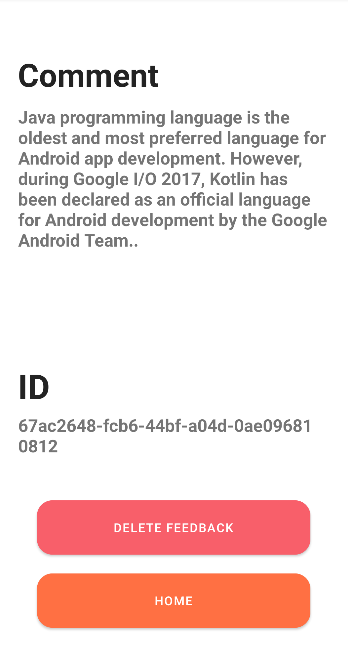 Comment
Java programming language is the
oldest and most preferred language for
Android app development. However,
during Google I/O 2017, Kotlin has
been declared as an official language
for Android development by the Google
Android Team..
ID
67ac2648-fcb6-44bf-a04d-0ae09681
0812
DELETE FEEDBACK
HOME